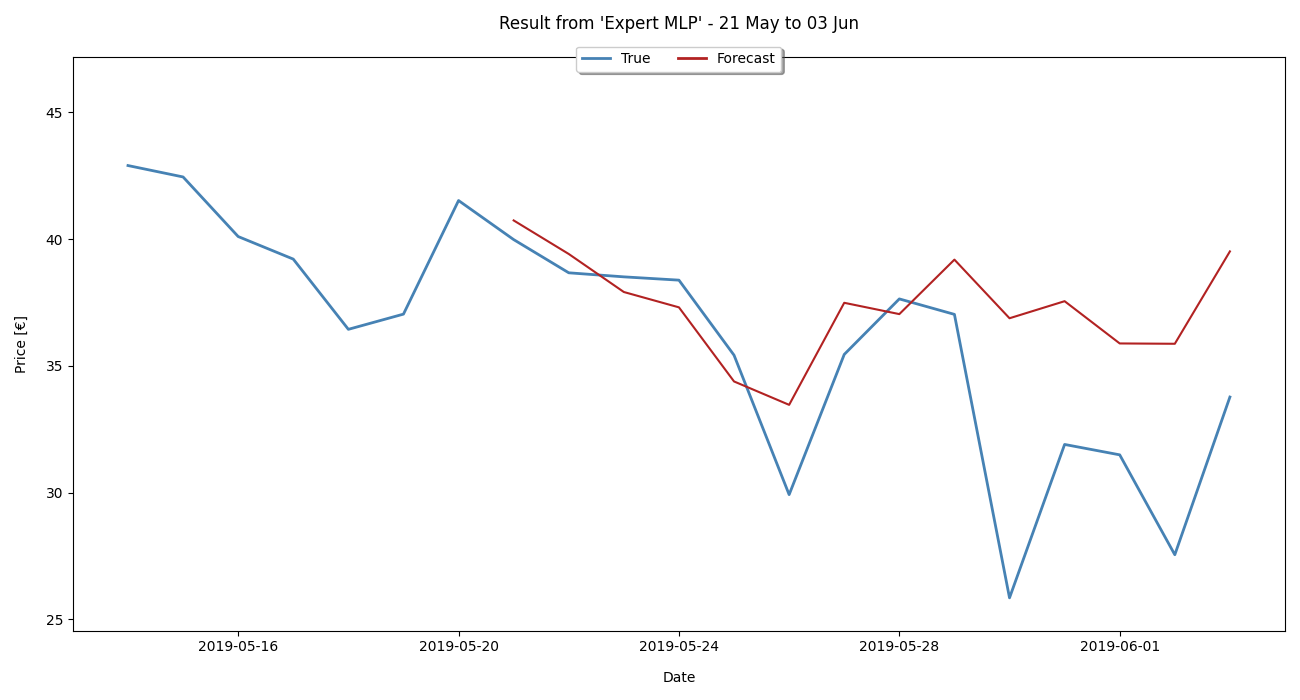 Result from 'Expert MLP' - 21 May to 03 Jun
True Forecast
45
40
35
30
25
Price [€]
2019-05-16 2019-05-20 2019-05-24 2019-05-28 2019-06-01
Date